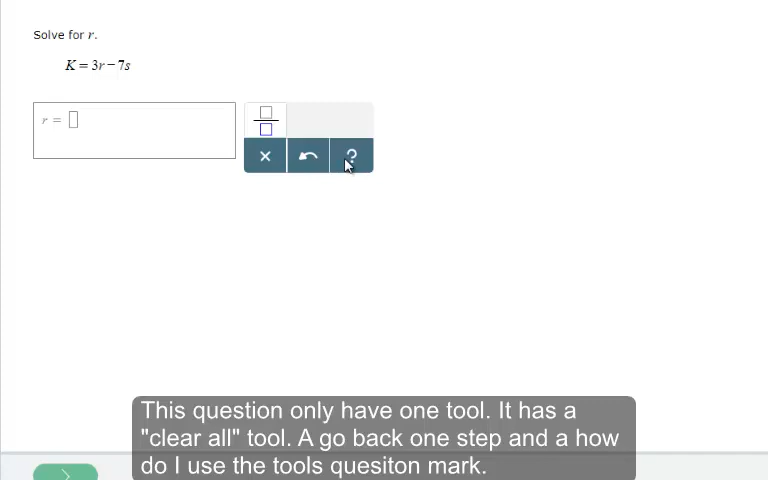 Solve for r.
K = 3r − 7s
r =
?
This question only have one tool. It has a
"clear all" tool. A go back one step and a how
do I use the tools quesiton mark.